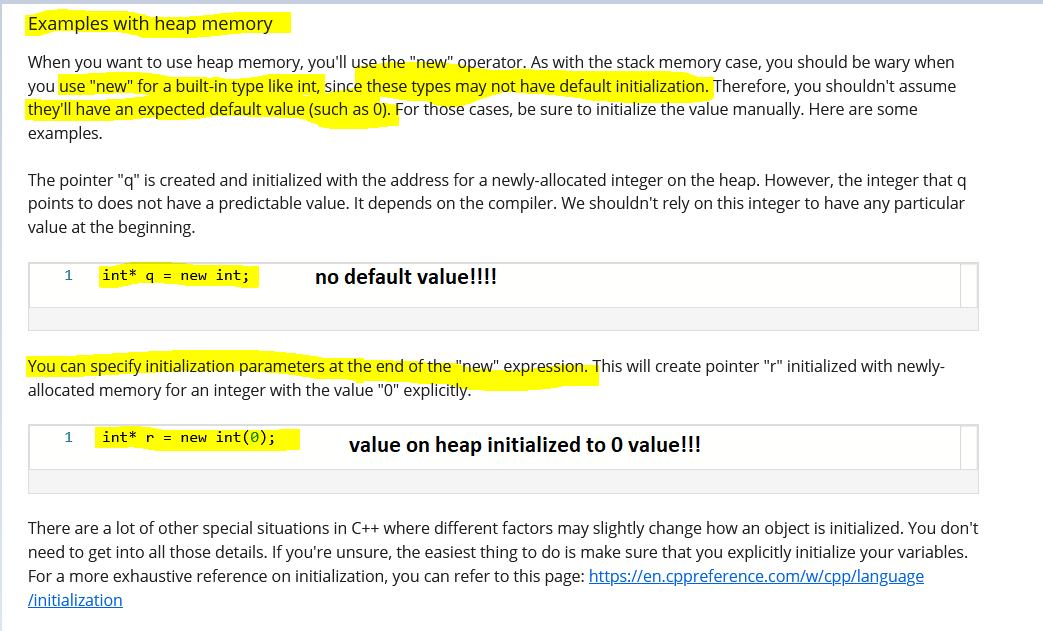 Examples with heap memory
When you want to use heap memory, you'll use the "new" operator. As with the stack memory case, you should be wary when
you use "new" for a built-in type like int, since these types may not have default initialization. Therefore, you shouldn't assume
they'll have an expected default value (such as 0). For those cases, be sure to initialize the value manually. Here are some
examples.
The pointer "q" is created and initialized with the address for a newly-allocated integer on the heap. However, the integer that q
points to does not have a predictable value. It depends on the compiler. We shouldn't rely on this integer to have any particular
value at the beginning.
1 int* q = new int; no default value!!!!
You can specify initialization parameters at the end of the "new" expression. This will create pointer "r" initialized with newly-
allocated memory for an integer with the value "0" explicitly.
1 int* r = new int(0); value on heap initialized to 0 value!!!
There are a lot of other special situations in C++ where different factors may slightly change how an object is initialized. You don't
need to get into all those details. If you're unsure, the easiest thing to do is make sure that you explicitly initialize your variables.
For a more exhaustive reference on initialization, you can refer to this page: https://en.cppreference.com/w/cpp/language
/initialization